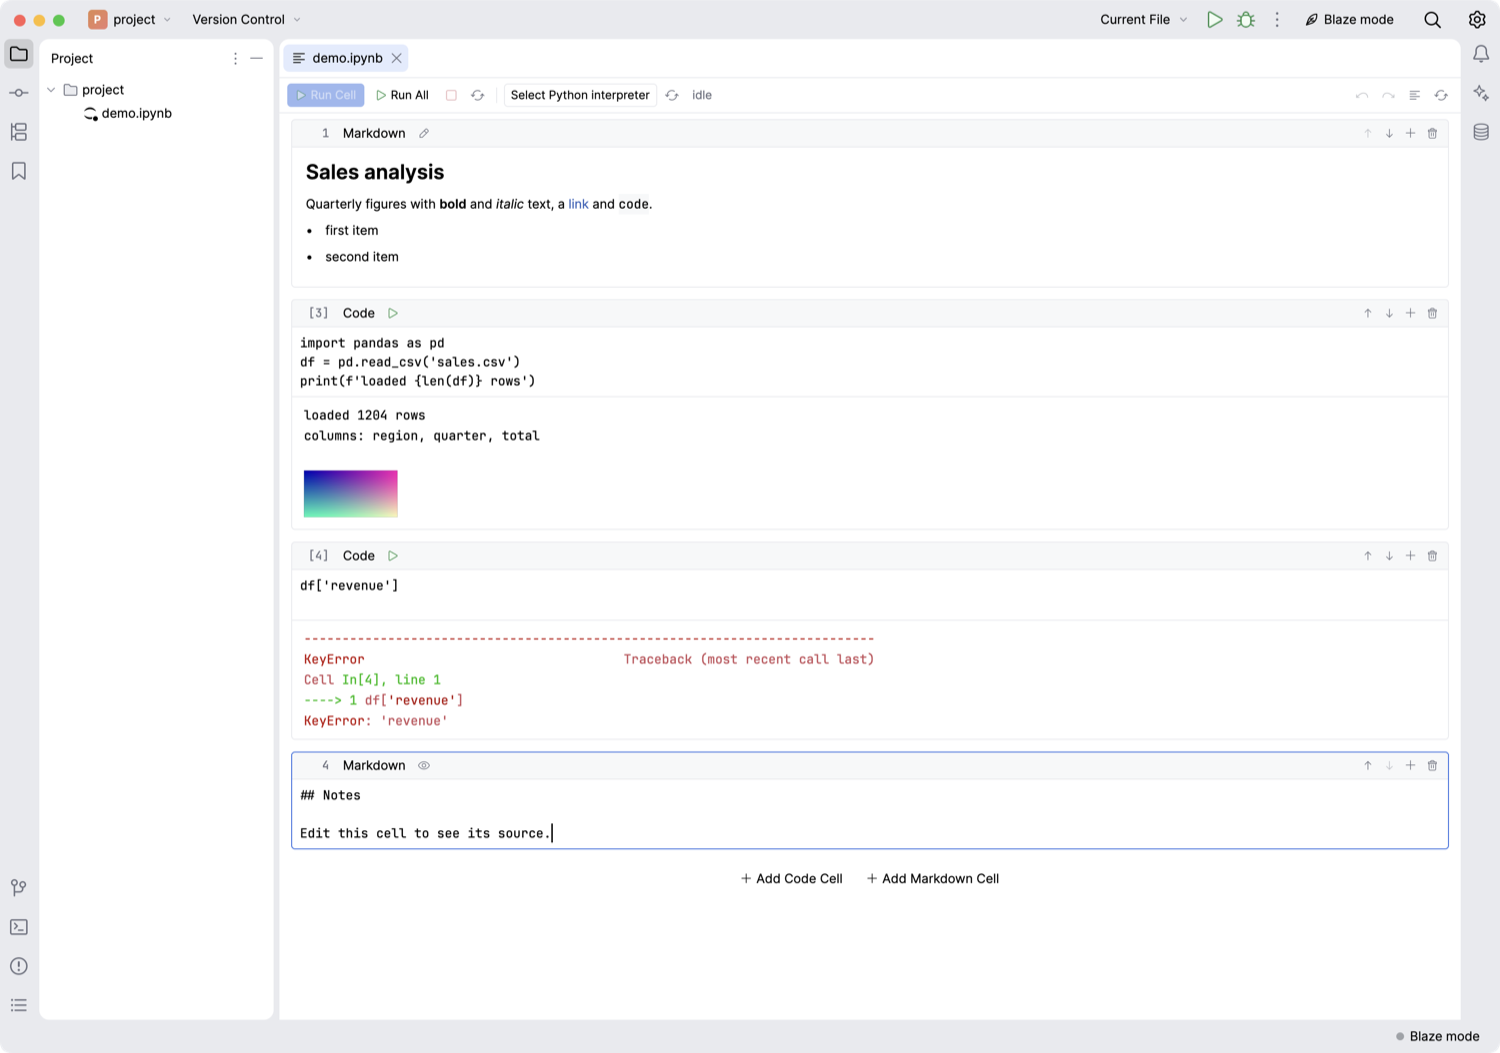 P project Version Control Current File Blaze mode
Project
demo.ipynb
project
demo.ipynb
Run Cell Run All Select Python interpreter idle
1 Markdown
Sales analysis
Quarterly figures with bold and italic text, a link and code.
• first item
• second item
[3] Code
import pandas as pd
df = pd.read_csv('sales.csv')
print(f'loaded {len(df)} rows')
loaded 1204 rows
columns: region, quarter, total
[4] Code
df['revenue']
---------------------------------------------------------------------------
KeyError                                  Traceback (most recent call last)
Cell In[4], line 1
----> 1 df['revenue']
KeyError: 'revenue'
4 Markdown
## Notes
Edit this cell to see its source.
+ Add Code Cell + Add Markdown Cell
Blaze mode